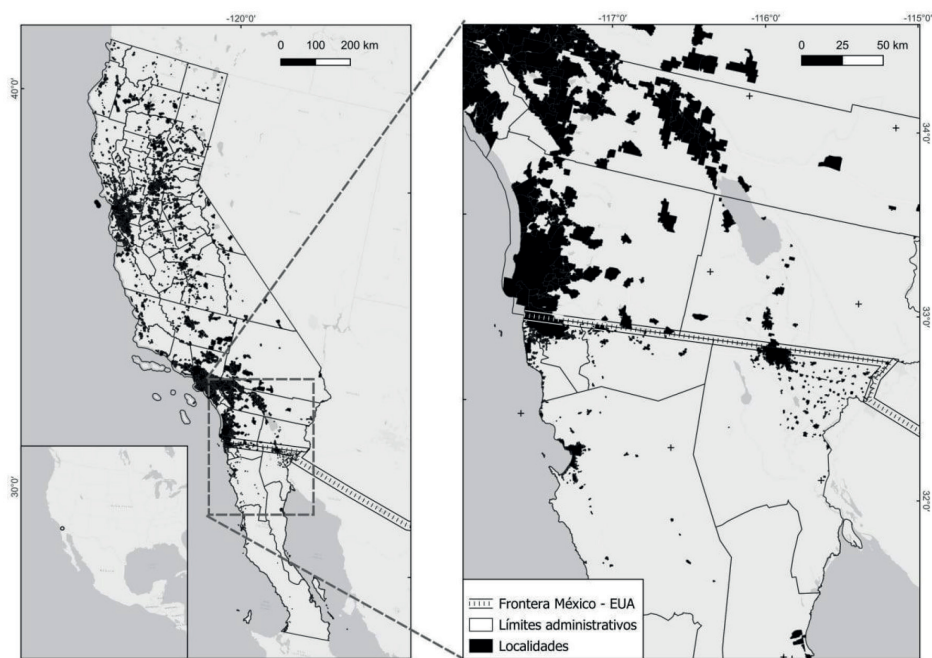 -120°0'
0 100 200 km
40°0'
30°0'
-117°0'
-116°0'
-115°0'
0 25 50 km
34°0'
33°0'
32°0'
Frontera México - EUA
Límites administrativos
Localidades